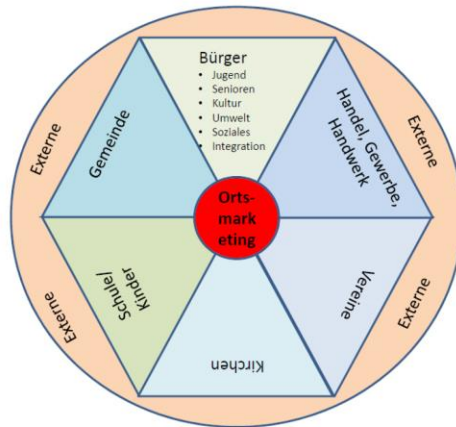 Bürger
• Jugend
• Senioren
• Kultur
• Umwelt
• Soziales
• Integration
Handel, Gewerbe,
Handwerk
Externe
Vereine
Externe
Kirchen
Schule/
Kinder
Externe
Gemeinde
Externe
Orts-
mark
eting